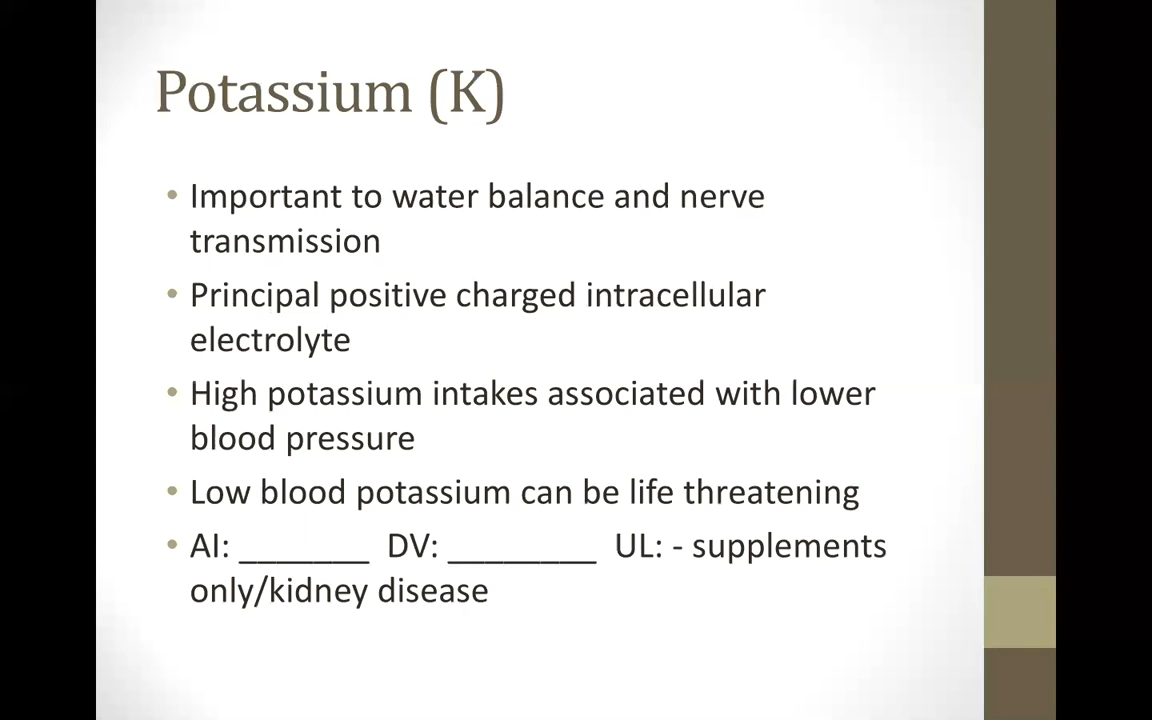 Potassium (K)
• Important to water balance and nerve
transmission
• Principal positive charged intracellular
electrolyte
• High potassium intakes associated with lower
blood pressure
• Low blood potassium can be life threatening
• AI: _______ DV: ________ UL: - supplements
only/kidney disease